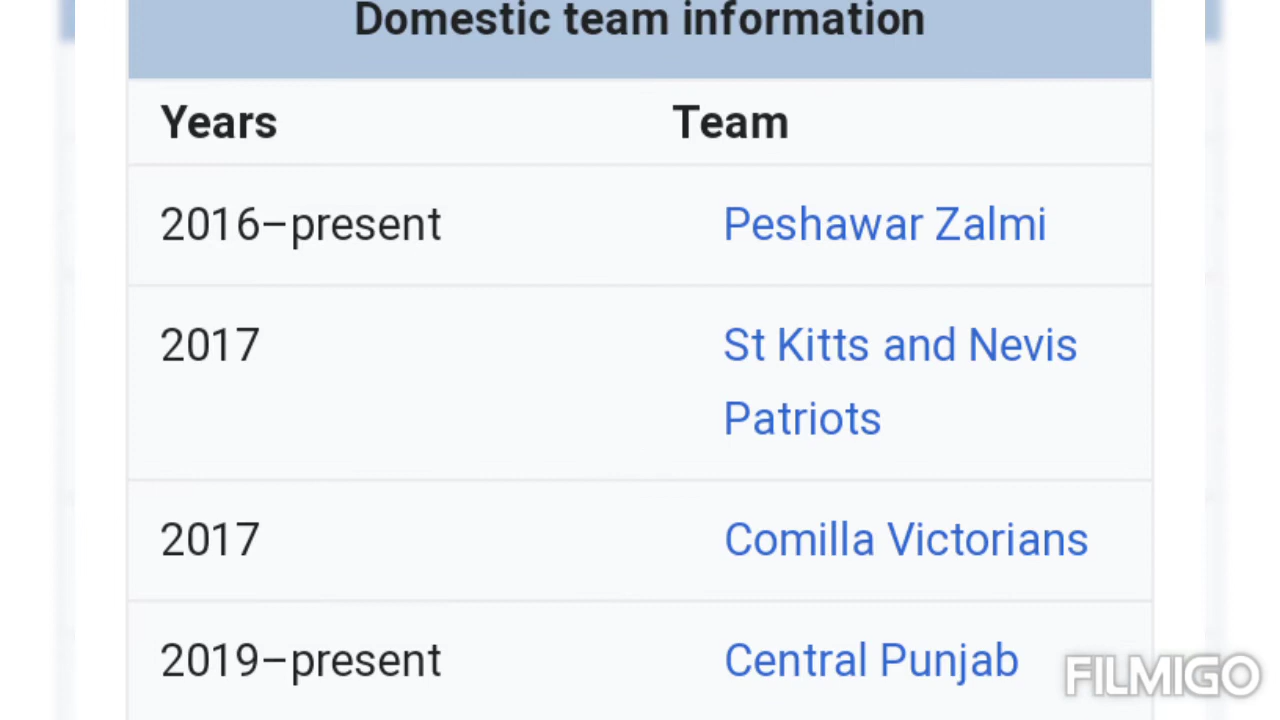 Domestic team information
Years Team
2016–present Peshawar Zalmi
2017 St Kitts and Nevis
Patriots
2017 Comilla Victorians
2019–present Central Punjab
FILMIGO